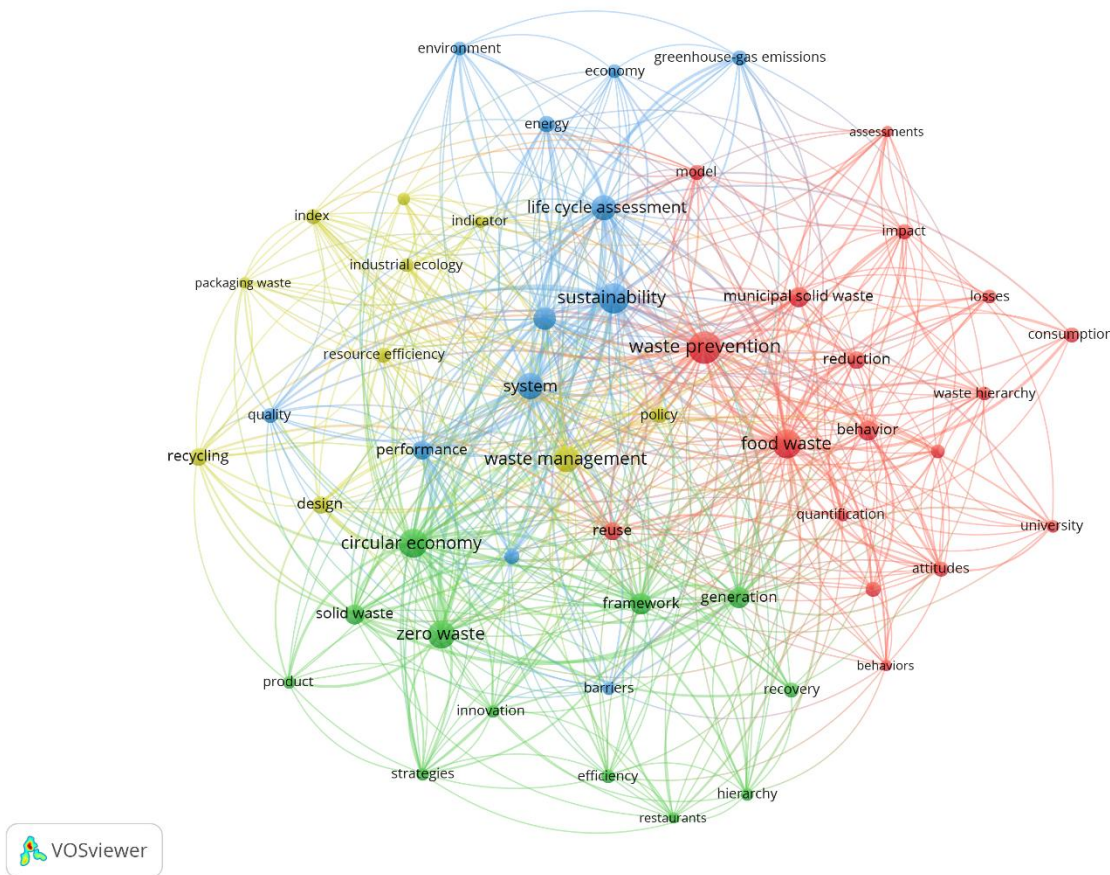 environment
greenhouse-gas emissions
economy
energy
assessments
model
life cycle assessment
index
indicator
impact
industrial ecology
packaging waste
sustainability
municipal solid waste
losses
consumption
waste prevention
resource efficiency
reduction
system
waste hierarchy
quality
policy
behavior
performance
food waste
recycling
waste management
design
quantification
reuse
university
circular economy
attitudes
framework
generation
solid waste
zero waste
behaviors
product
barriers
recovery
innovation
strategies
efficiency
hierarchy
restaurants
VOSviewer